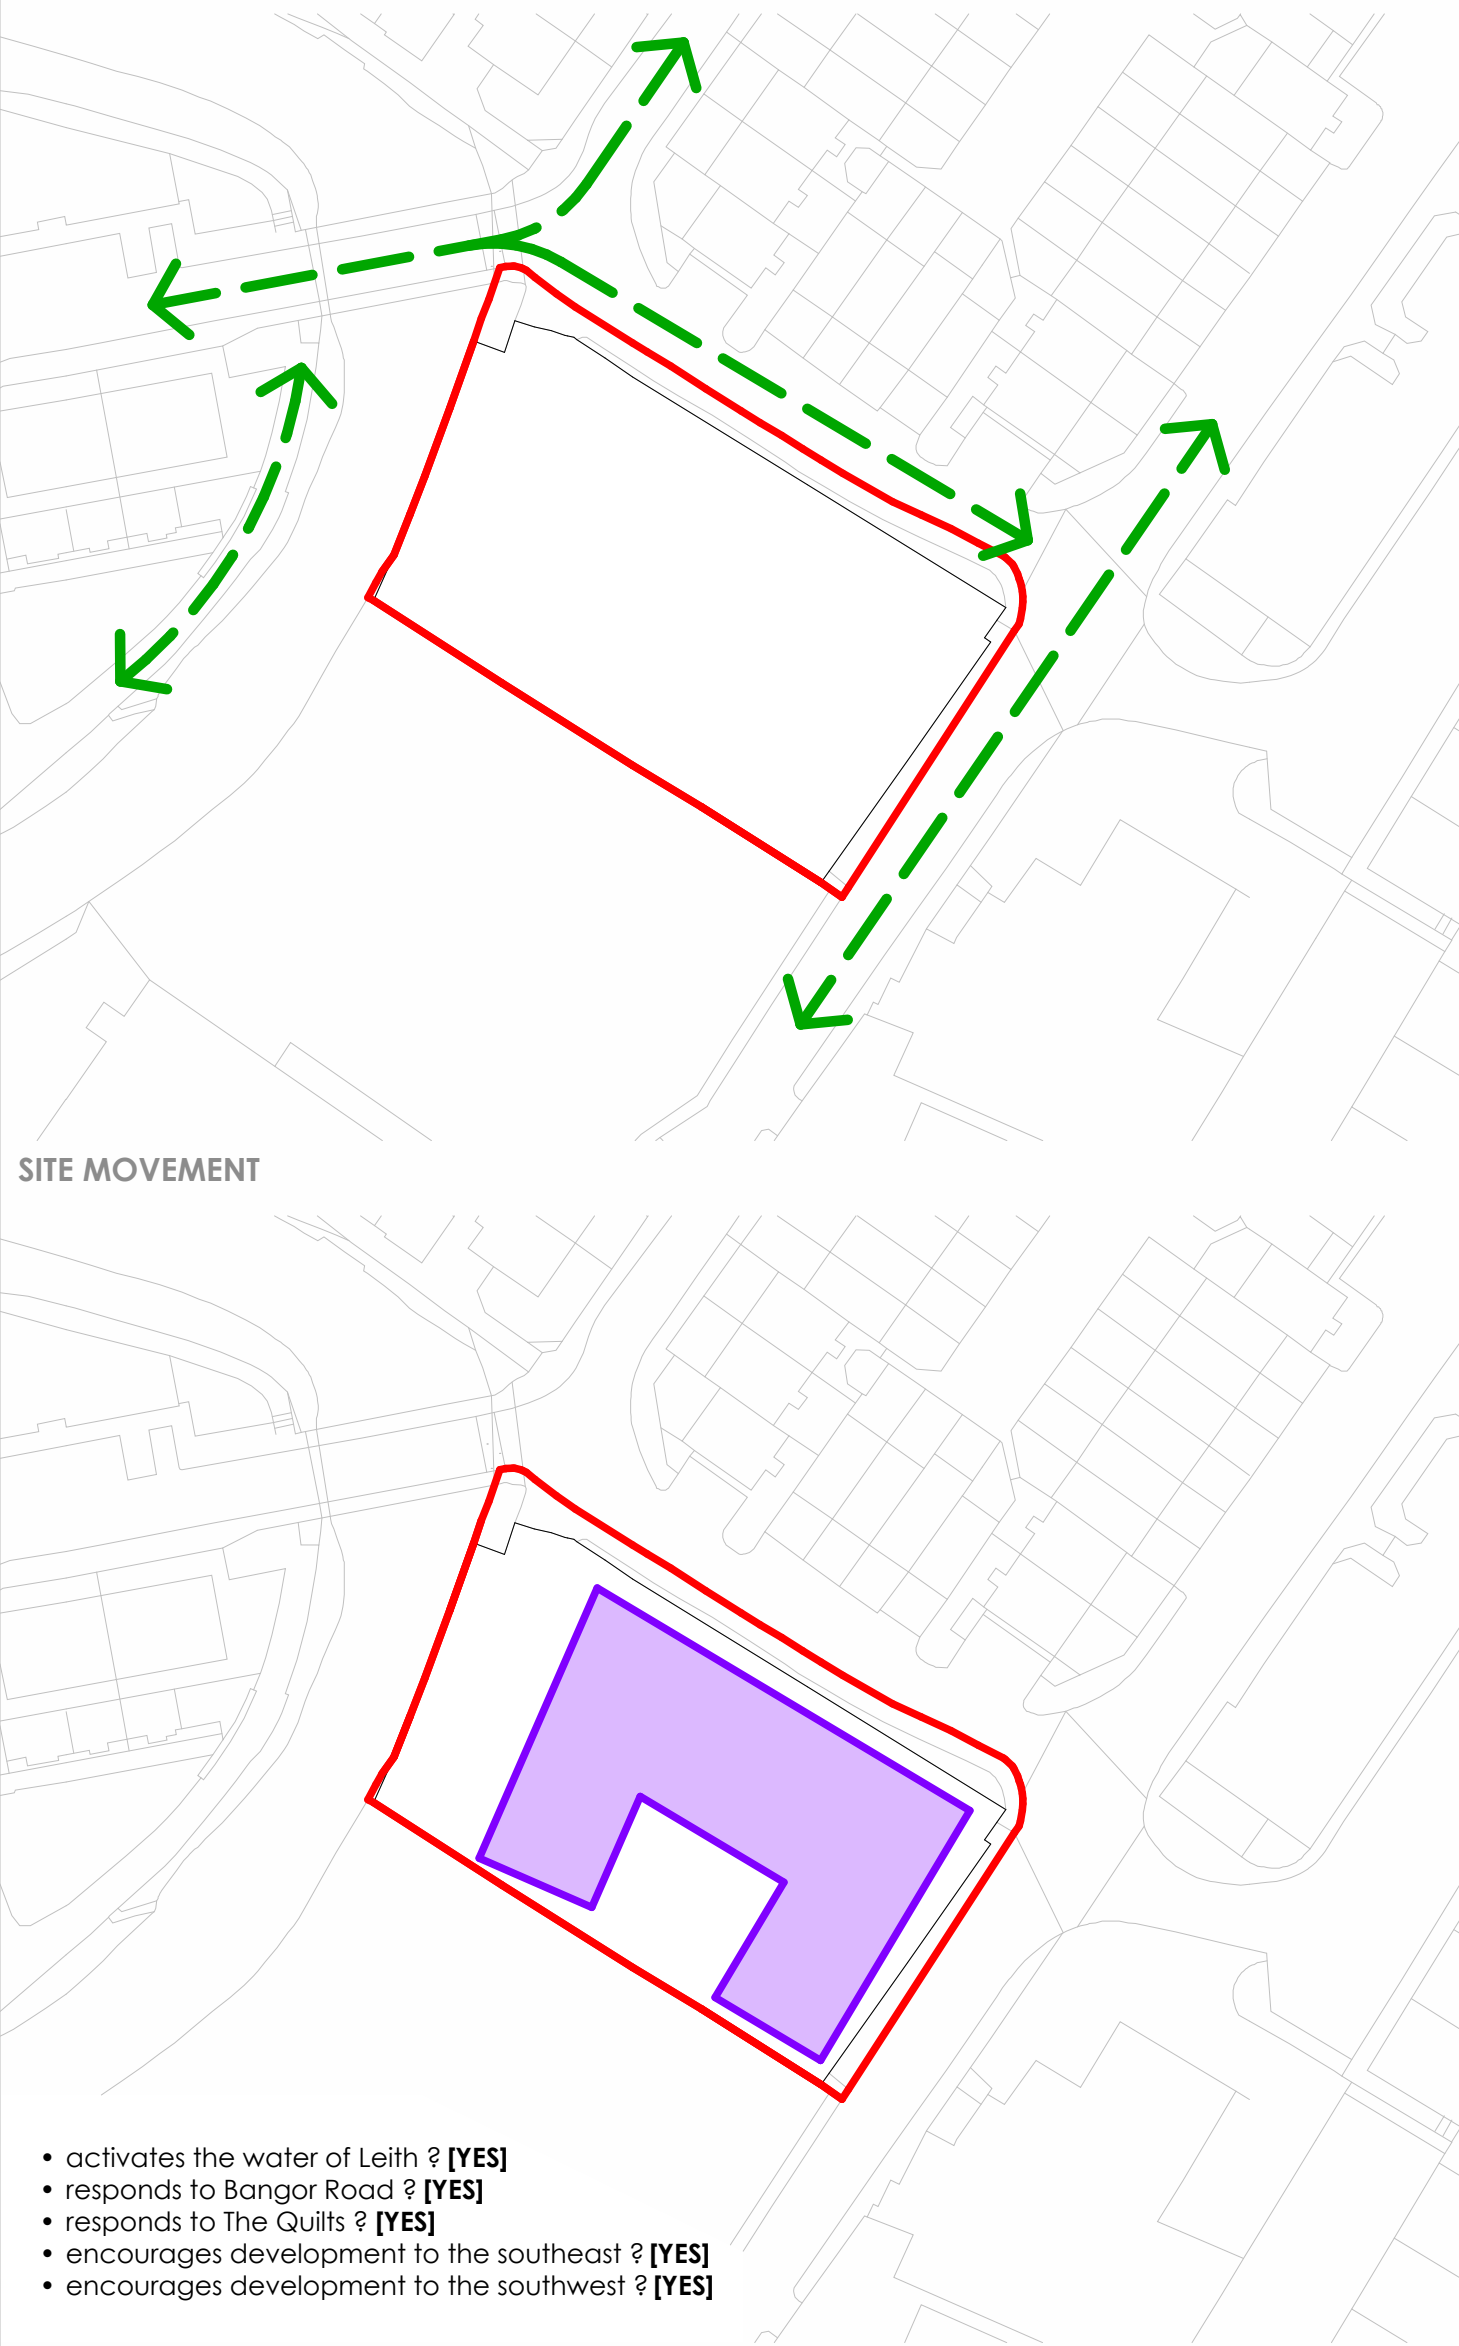 SITE MOVEMENT
• activates the water of Leith ? [YES]
• responds to Bangor Road ? [YES]
• responds to The Quilts ? [YES]
• encourages development to the southeast ? [YES]
• encourages development to the southwest ? [YES]